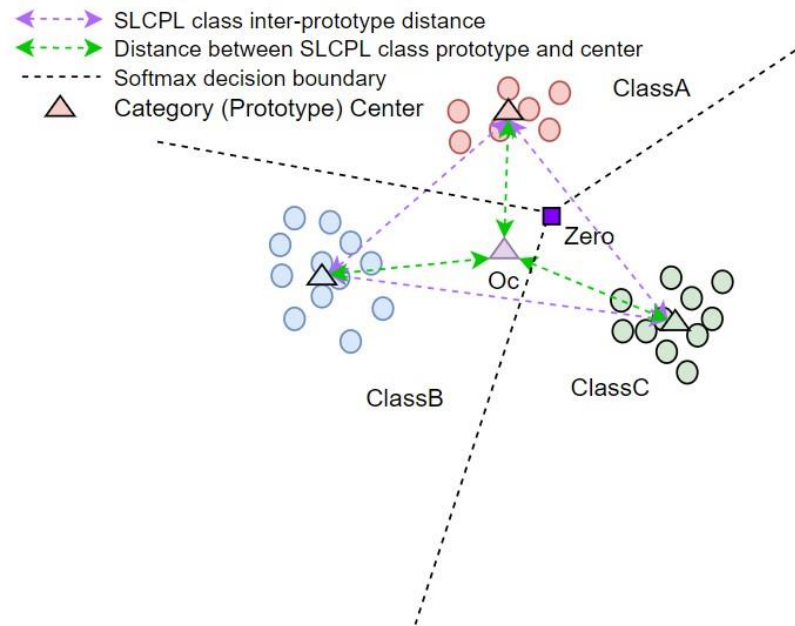 SLCPL class inter-prototype distance
Distance between SLCPL class prototype and center
Softmax decision boundary
Category (Prototype) Center
ClassA
Zero
Oc
ClassB
ClassC